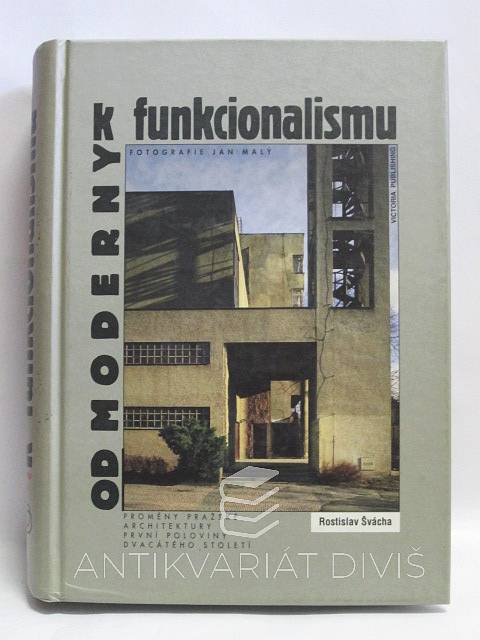 OD MODERNY K
funkcionalismu
FOTOGRAFIE JAN MALÝ
VICTORIA PUBLISHING
PROMĚNY PRAŽSKÉ
ARCHITEKTURY
PRVNÍ POLOVINY
DVACÁTÉHO STOLETÍ
Rostislav Švácha
ANTIKVARIÁT DIVIŠ